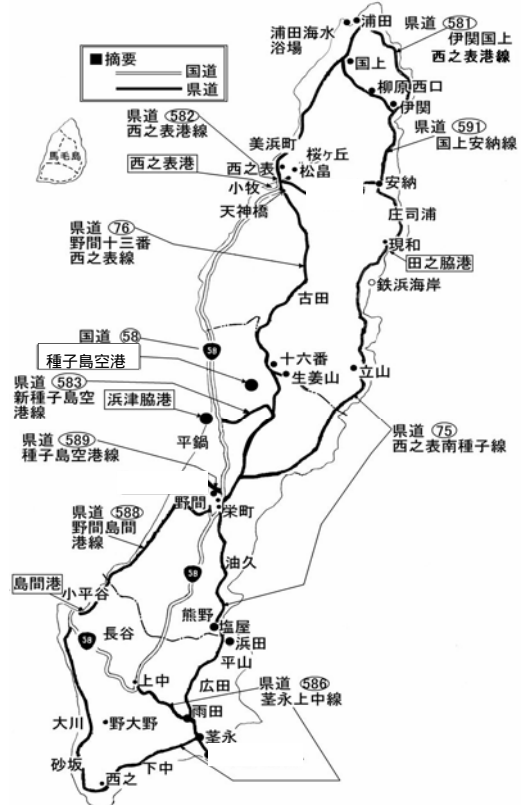 浦田海水
浴場
浦田
県道 581
伊関国上
西之表港線
■摘要
国道
県道
国上
柳原西口
伊関
県道 582
西之表港線
県道 591
国上安納線
馬毛島
美浜町
桜ヶ丘
西之表港
西之表
松畠
小牧
安納
天神橋
庄司浦
県道 76
野間十三番
西之表線
現和
田之脇港
鉄浜海岸
古田
国道 58
58
種子島空港
十六番
生姜山
立山
県道 583
新種子島空
港線
浜津脇港
平鍋
県道 75
西之表南種子線
県道 589
種子島空港線
野間
栄町
県道 588
野間島間
港線
油久
58
島間港
小平谷
熊野
塩屋
浜田
58
長谷
平山
上中
広田
県道 586
茎永上中線
大川
野大野
雨田
茎永
砂坂
下中
西之